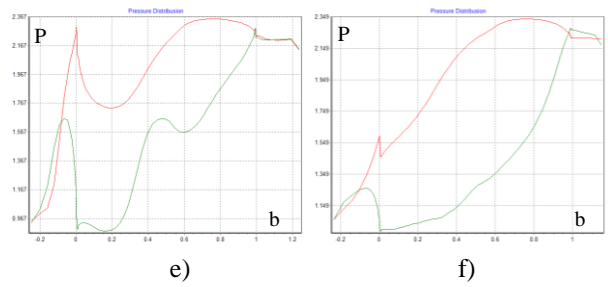 Pressure Distribusion
2.367
2.167
1.967
1.767
1.567
1.367
1.167
0.967
P
b
-0.2 0 0.2 0.4 0.6 0.8 1 1.2
e)
Pressure Distribusion
2.349
2.149
1.949
1.749
1.549
1.349
1.149
P
b
-0.2 0 0.2 0.4 0.6 0.8 1
f)